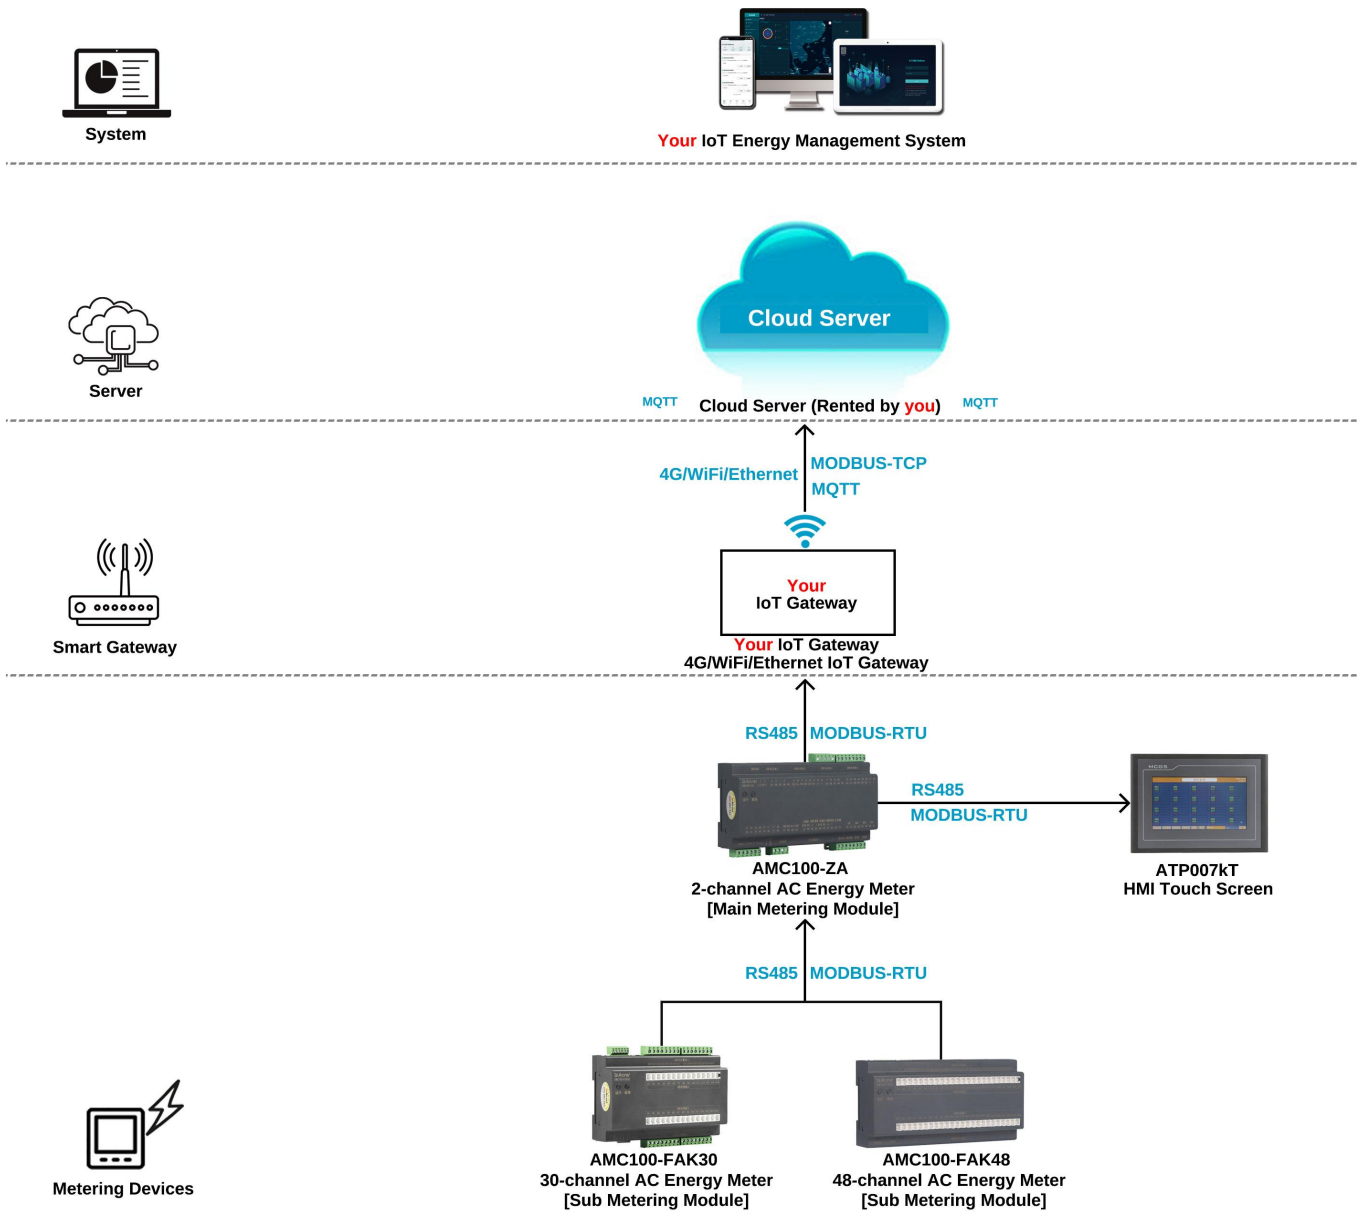 System
Your IoT Energy Management System
Cloud Server
Server
MQTT
Cloud Server (Rented by you)
MQTT
4G/WiFi/Ethernet
MODBUS-TCP
MQTT
Your
IoT Gateway
Smart Gateway
Your IoT Gateway
4G/WiFi/Ethernet IoT Gateway
RS485
MODBUS-RTU
RS485
MODBUS-RTU
AMC100-ZA
2-channel AC Energy Meter
[Main Metering Module]
ATP007kT
HMI Touch Screen
RS485
MODBUS-RTU
AMC100-FAK30
30-channel AC Energy Meter
[Sub Metering Module]
AMC100-FAK48
48-channel AC Energy Meter
[Sub Metering Module]
Metering Devices